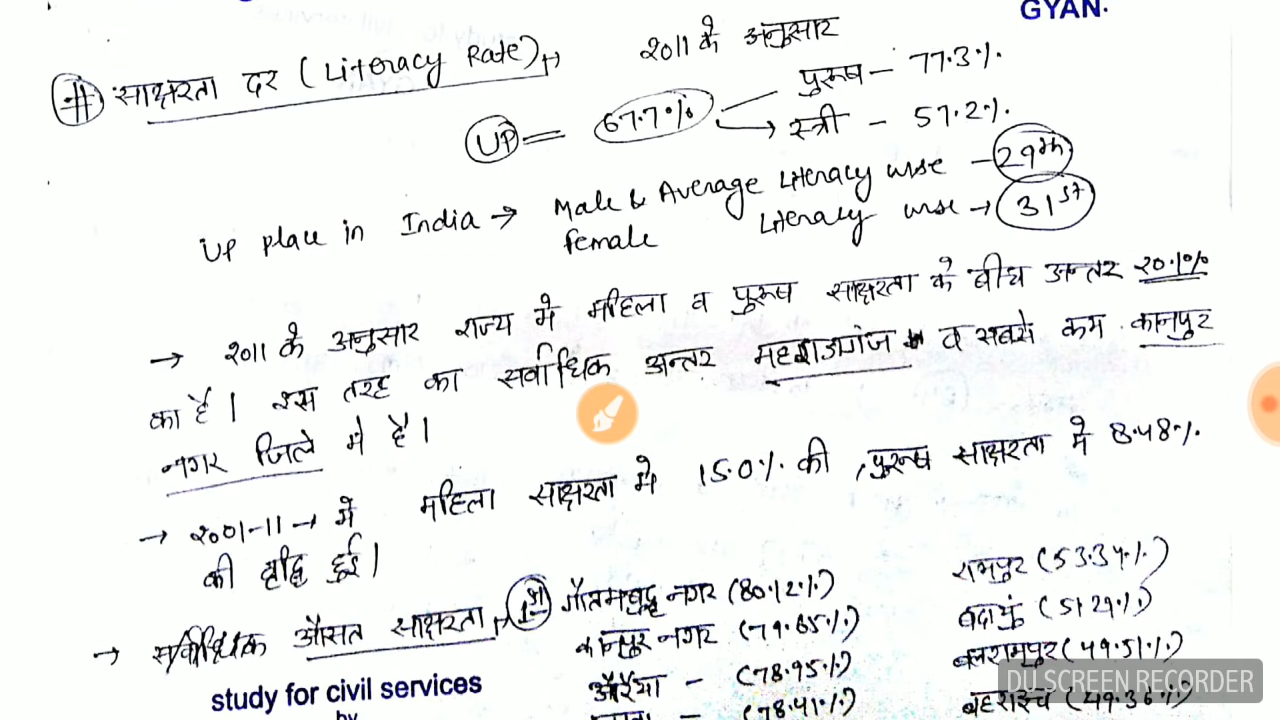 GYAN.
# साक्षरता दर (Literacy Rate) 2011 के अनुसार
UP = 67.7% पुरूष - 77.3%
→ स्त्री - 57.2%
UP place in India → Male & Average Literacy wise - 29th
female Literacy wise → 31st
→ 2011 के अनुसार राज्य में महिला व पुरूष साक्षरता के बीच अन्तर 20.1%
का है। इस तरह का सर्वाधिक अन्तर महराजगंज व सबसे कम कानपुर
नगर जिले में है।
→ 2001-11 → में महिला साक्षरता में 15.0% की, पुरूष साक्षरता में 8.48%
की वृद्धि हुई।
→ सर्वाधिक औसत साक्षरता → गौतमबुद्ध नगर (80.12%) रामपुर (53.34%)
कानपुर नगर (79.65%) बदायूं (51.29%)
औरैया - (78.95%) बलरामपुर (49.51%)
- (78.41%) बहराइच (49.36%)
study for civil services
by
DU SCREEN RECORDER